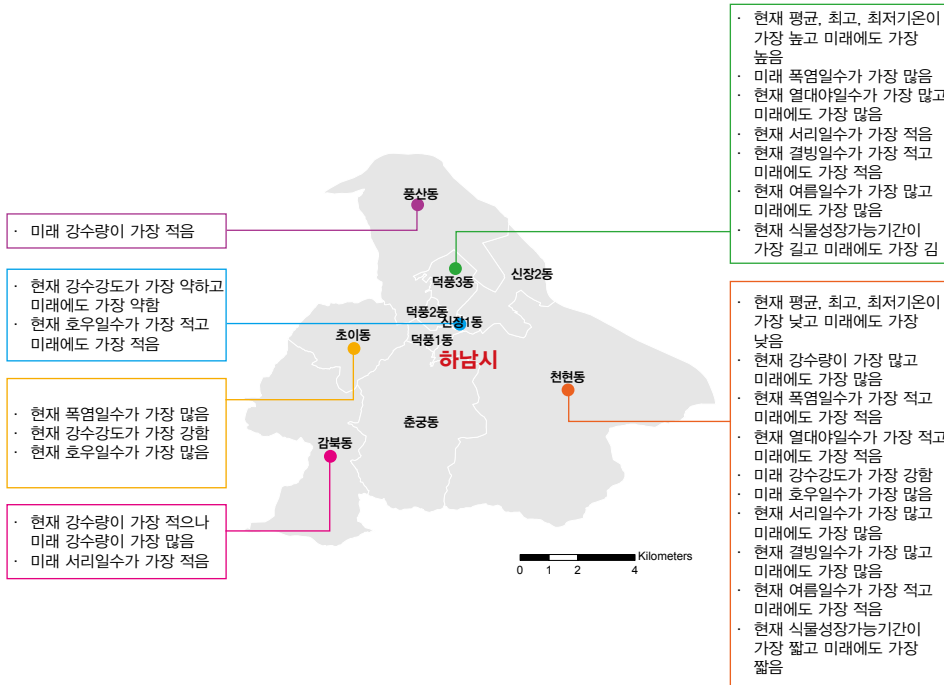 · 현재 평균, 최고, 최저기온이
가장 높고 미래에도 가장
높음
· 미래 폭염일수가 가장 많음
· 현재 열대야일수가 가장 많고
미래에도 가장 많음
· 현재 서리일수가 가장 적음
· 현재 결빙일수가 가장 적고
미래에도 가장 적음
· 현재 여름일수가 가장 많고
미래에도 가장 많음
· 현재 식물성장가능기간이
가장 길고 미래에도 가장 김
· 미래 강수량이 가장 적음
· 현재 강수강도가 가장 약하고
미래에도 가장 약함
· 현재 호우일수가 가장 적고
미래에도 가장 적음
· 현재 폭염일수가 가장 많음
· 현재 강수강도가 가장 강함
· 현재 호우일수가 가장 많음
· 현재 강수량이 가장 적으나
미래 강수량이 가장 많음
· 미래 서리일수가 가장 적음
풍산동
덕풍3동
신장2동
덕풍2동
신장1동
초이동
덕풍1동
하남시
천현동
춘궁동
감북동
Kilometers
0 1 2 4
· 현재 평균, 최고, 최저기온이
가장 낮고 미래에도 가장
낮음
· 현재 강수량이 가장 많고
미래에도 가장 많음
· 현재 폭염일수가 가장 적고
미래에도 가장 적음
· 현재 열대야일수가 가장 적고
미래에도 가장 적음
· 미래 강수강도가 가장 강함
· 미래 호우일수가 가장 많음
· 현재 서리일수가 가장 많고
미래에도 가장 많음
· 현재 결빙일수가 가장 많고
미래에도 가장 많음
· 현재 여름일수가 가장 적고
미래에도 가장 적음
· 현재 식물성장가능기간이
가장 짧고 미래에도 가장
짧음